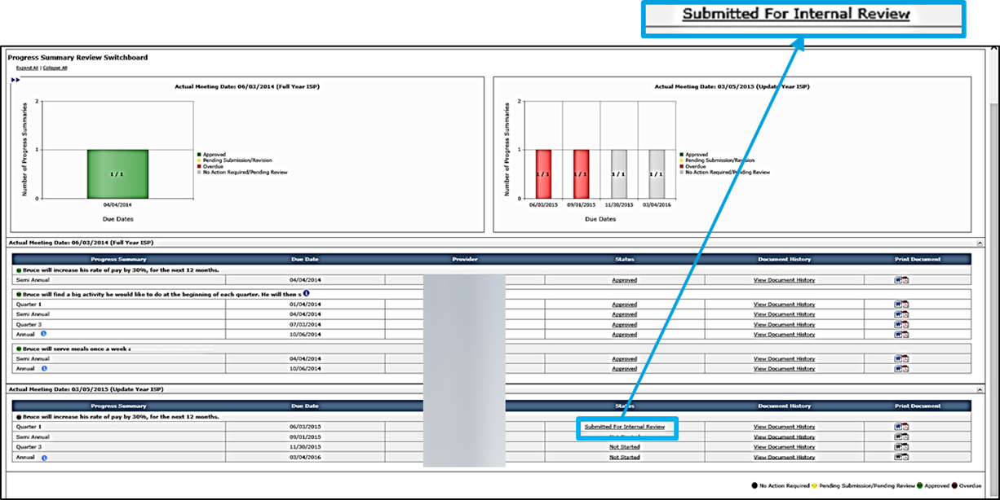 Submitted For Internal Review
Progress Summary Review Switchboard
Expand All | Collapse All
Actual Meeting Date: 06/03/2014 (Full Year ISP)
Number of Progress Summaries
2
1
0
1 / 1
04/04/2014
Due Dates
Approved
Pending Submission/Revision
Overdue
No Action Required/Pending Review
Actual Meeting Date: 03/05/2015 (Update Year ISP)
Number of Progress Summaries
2
1
0
1 / 1 1 / 1 1 / 1 1 / 1
06/03/2015 09/01/2015 11/30/2015 03/04/2016
Due Dates
Approved
Pending Submission/Revision
Overdue
No Action Required/Pending Review
Actual Meeting Date: 06/03/2014 (Full Year ISP)
Progress Summary Due Date Provider Status Document History Print Document
Bruce will increase his rate of pay by 30%, for the next 12 months.
Semi Annual 04/04/2014 Approved View Document History
Bruce will find a big activity he would like to do at the beginning of each quarter. He will then s
Quarter 1 01/04/2014 Approved View Document History
Semi Annual 04/04/2014 Approved View Document History
Quarter 3 07/03/2014 Approved View Document History
Annual 10/06/2014 Approved View Document History
Bruce will serve meals once a week a
Semi Annual 04/04/2014 Approved View Document History
Annual 10/06/2014 Approved View Document History
Actual Meeting Date: 03/05/2015 (Update Year ISP)
Progress Summary Due Date Status Document History Print Document
Bruce will increase his rate of pay by 30%, for the next 12 months.
Quarter 1 06/03/2015 Submitted For Internal Review View Document History
Semi Annual 09/01/2015 Not Started View Document History
Quarter 3 11/30/2015 Not Started View Document History
Annual 03/04/2016 Not Started View Document History
No Action Required Pending Submission/Pending Review Approved Overdue